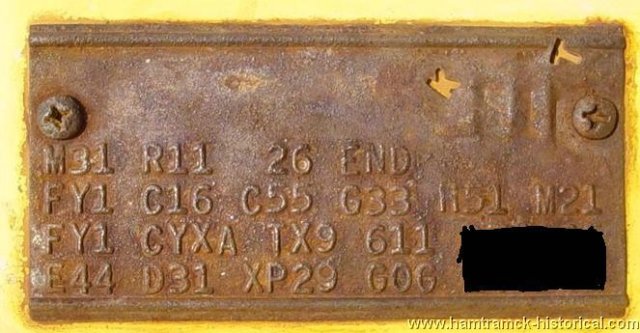 M31 R11 26 END
FY1 C16 C55 G33 H51 M21
FY1 CYXA TX9 611
E44 D31 XP29 G0G
www.hamtramck-historical.com